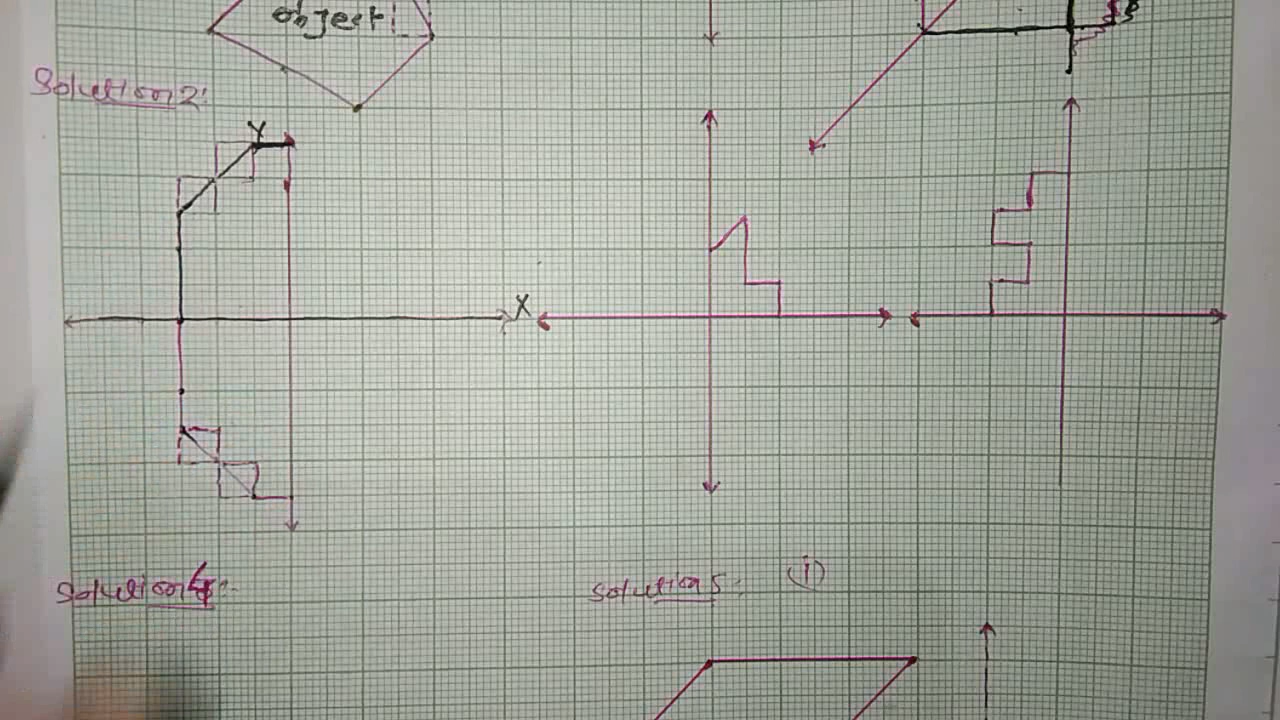 object
Solution 2:
Y
X
Solution 4:
Solution 5: (i)